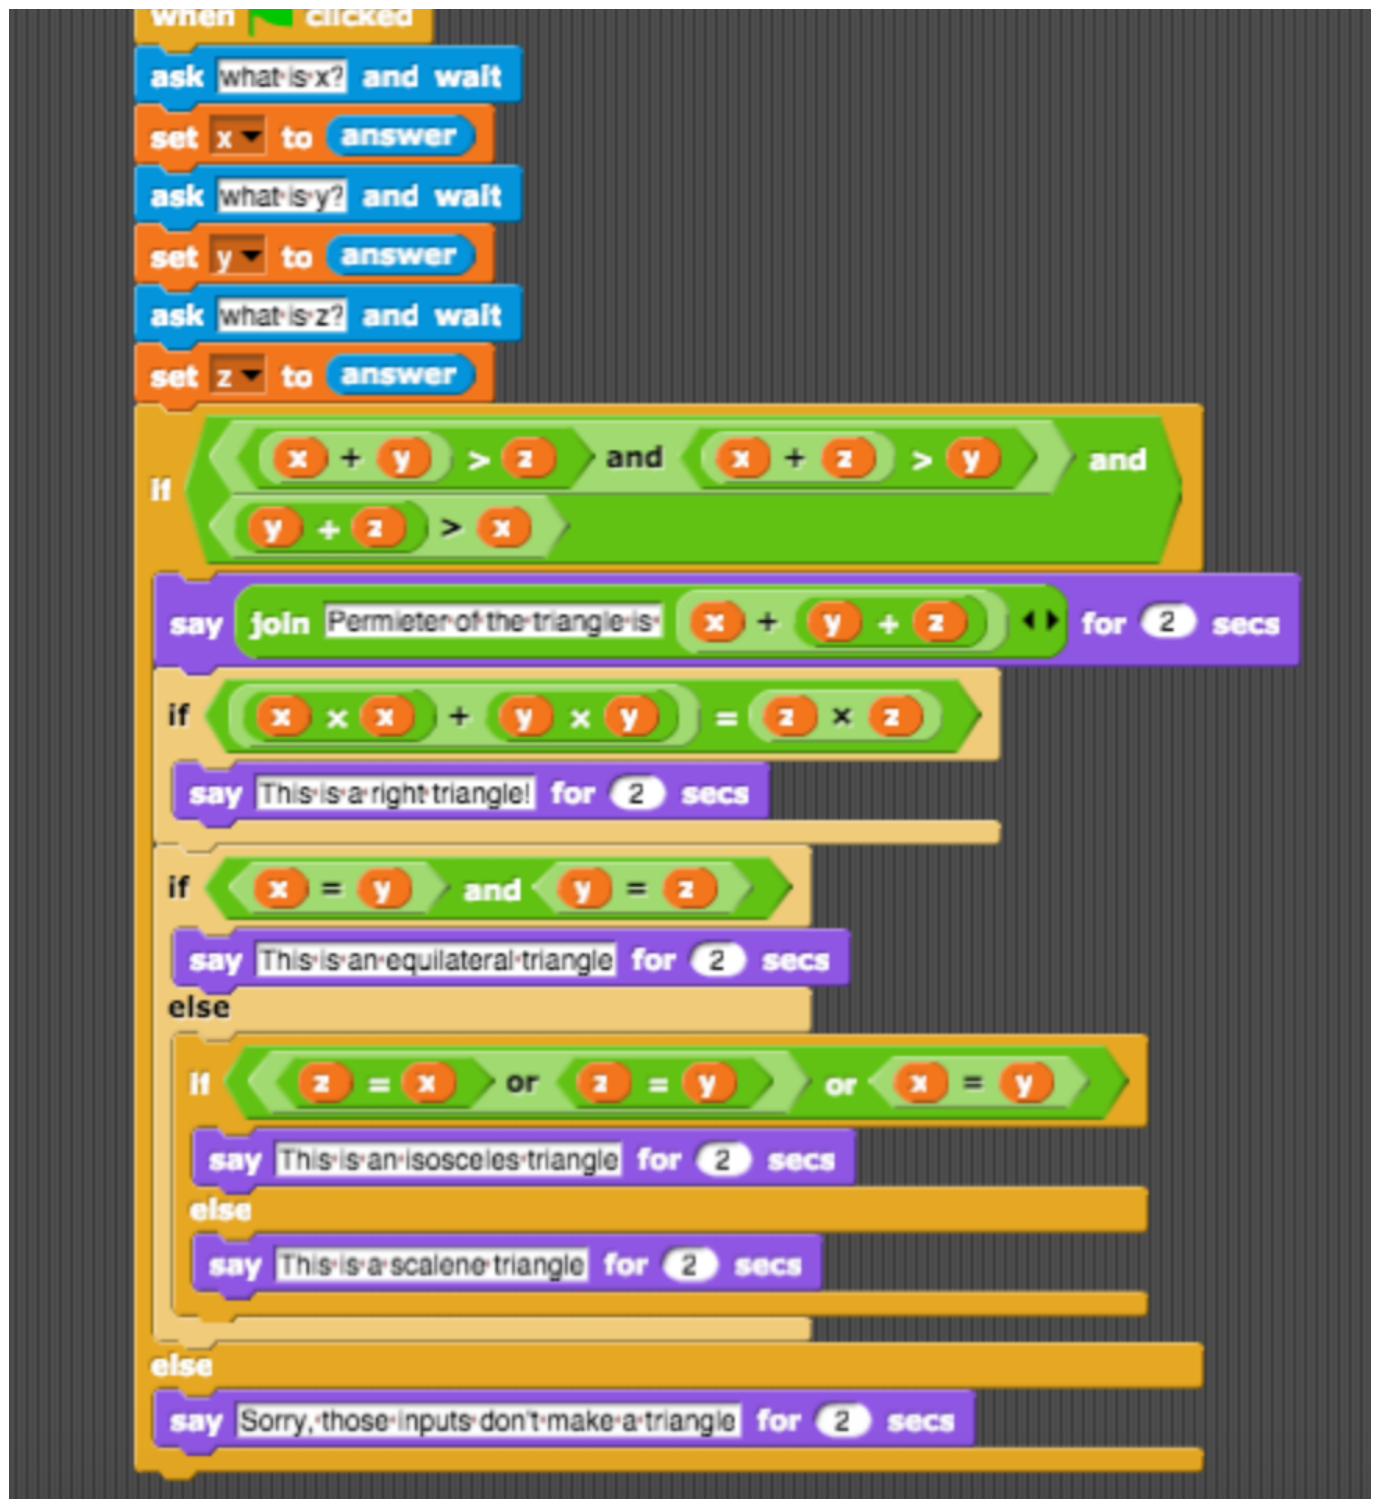 when clicked
ask what is x? and wait
set x to answer
ask what is y? and wait
set y to answer
ask what is z? and wait
set z to answer
if x + y > z and x + z > y and
y + z > x
say join Permieter of the triangle is x + y + z for 2 secs
if x × x + y × y = z × z
say This is a right triangle! for 2 secs
if x = y and y = z
say This is an equilateral triangle for 2 secs
else
if z = x or z = y or x = y
say This is an isosceles triangle for 2 secs
else
say This is a scalene triangle for 2 secs
else
say Sorry, those inputs don't make a triangle for 2 secs